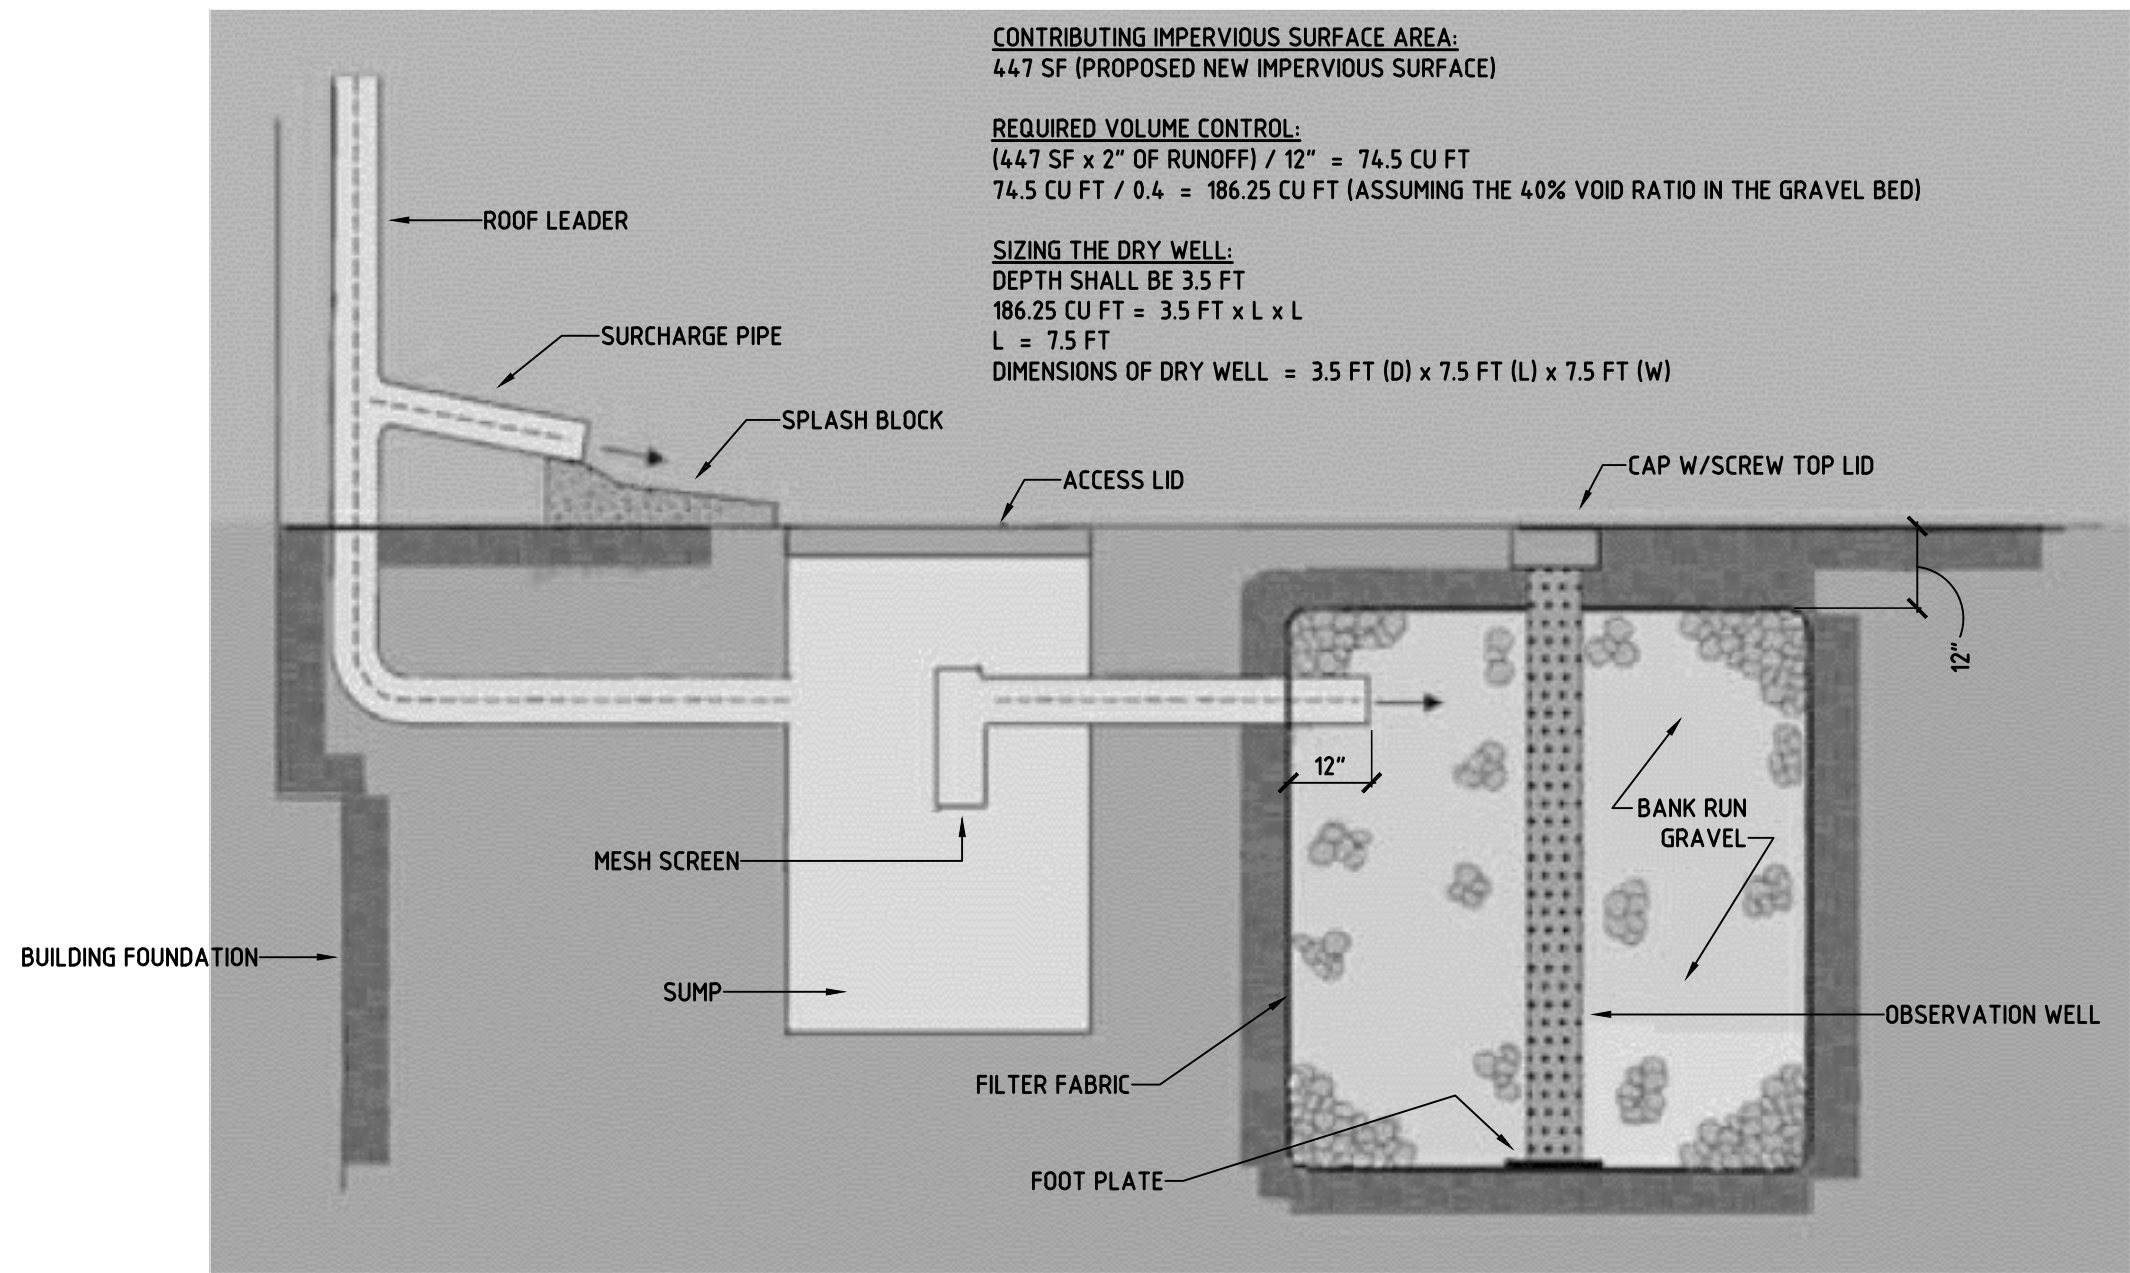 CONTRIBUTING IMPERVIOUS SURFACE AREA:
447 SF (PROPOSED NEW IMPERVIOUS SURFACE)
REQUIRED VOLUME CONTROL:
(447 SF x 2" OF RUNOFF) / 12" = 74.5 CU FT
74.5 CU FT / 0.4 = 186.25 CU FT (ASSUMING THE 40% VOID RATIO IN THE GRAVEL BED)
SIZING THE DRY WELL:
DEPTH SHALL BE 3.5 FT
186.25 CU FT = 3.5 FT x L x L
L = 7.5 FT
DIMENSIONS OF DRY WELL = 3.5 FT (D) x 7.5 FT (L) x 7.5 FT (W)
ROOF LEADER
SURCHARGE PIPE
SPLASH BLOCK
ACCESS LID
CAP W/SCREW TOP LID
12"
12"
BANK RUN
GRAVEL
MESH SCREEN
BUILDING FOUNDATION
SUMP
OBSERVATION WELL
FILTER FABRIC
FOOT PLATE